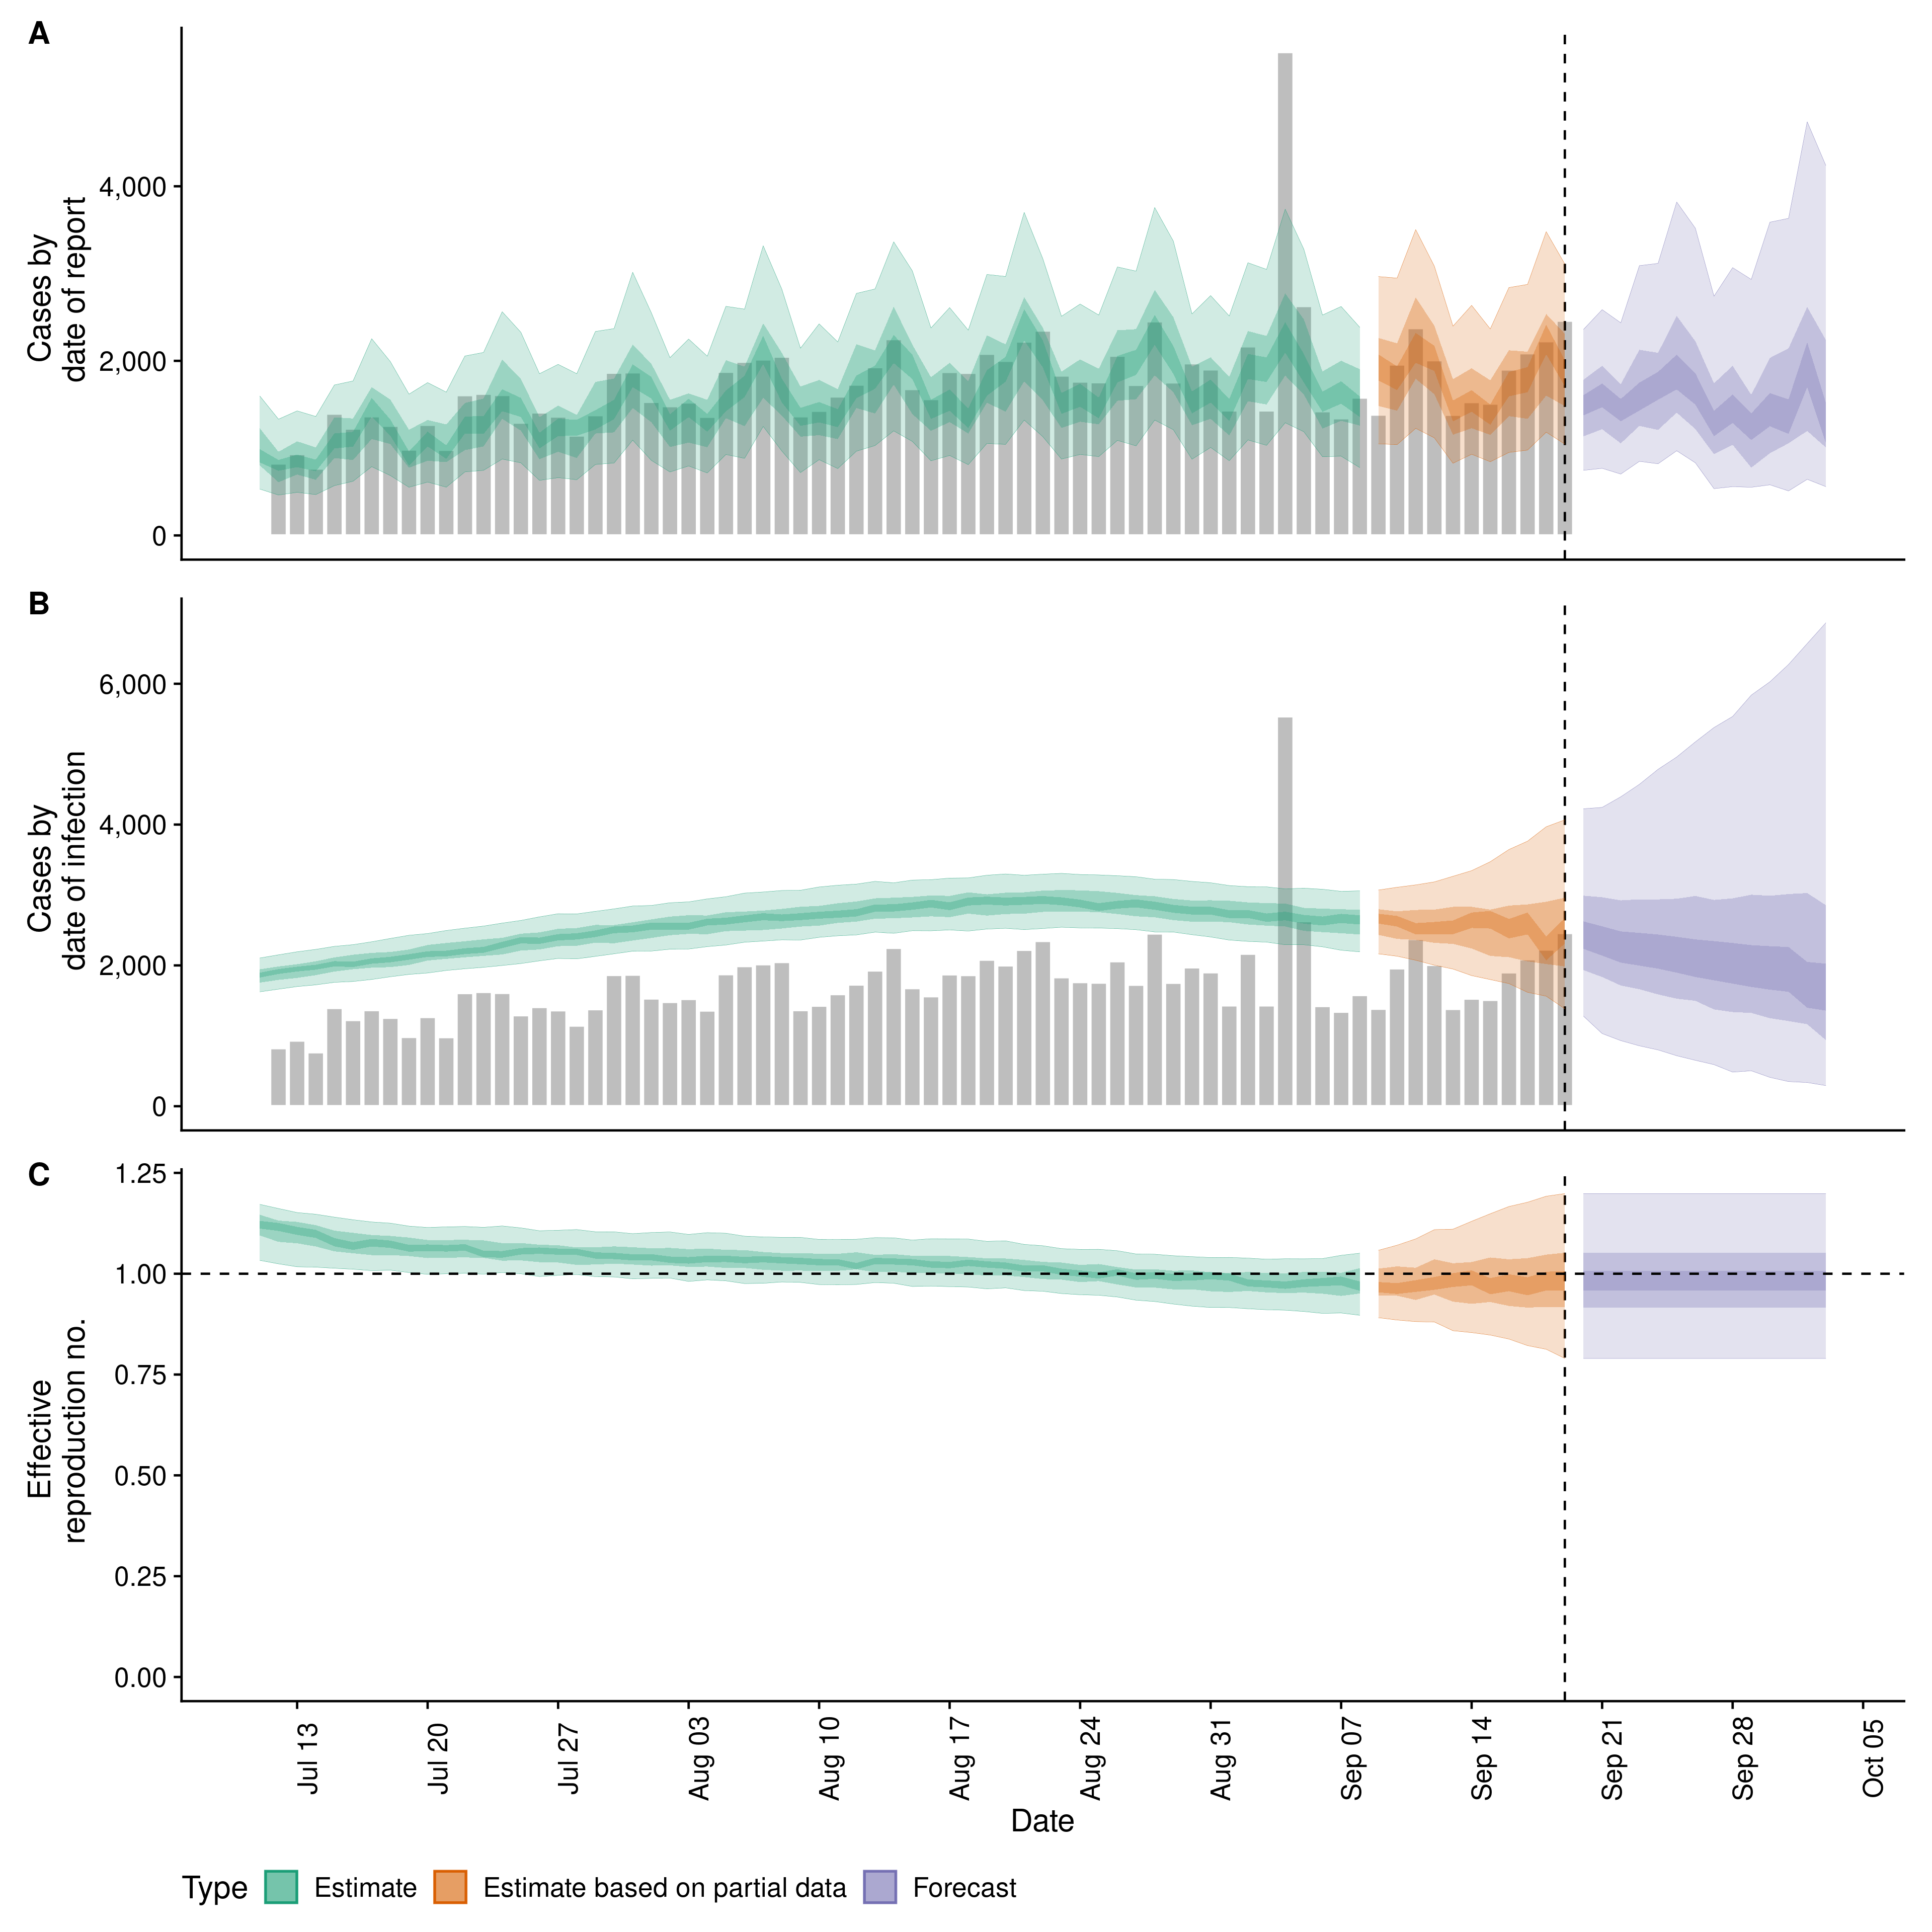 A
Cases by
date of report
4,000
2,000
0
B
Cases by
date of infection
6,000
4,000
2,000
0
C
Effective
reproduction no.
1.25
1.00
0.75
0.50
0.25
0.00
Jul 13
Jul 20
Jul 27
Aug 03
Aug 10
Aug 17
Aug 24
Aug 31
Sep 07
Sep 14
Sep 21
Sep 28
Oct 05
Date
Type Estimate Estimate based on partial data Forecast